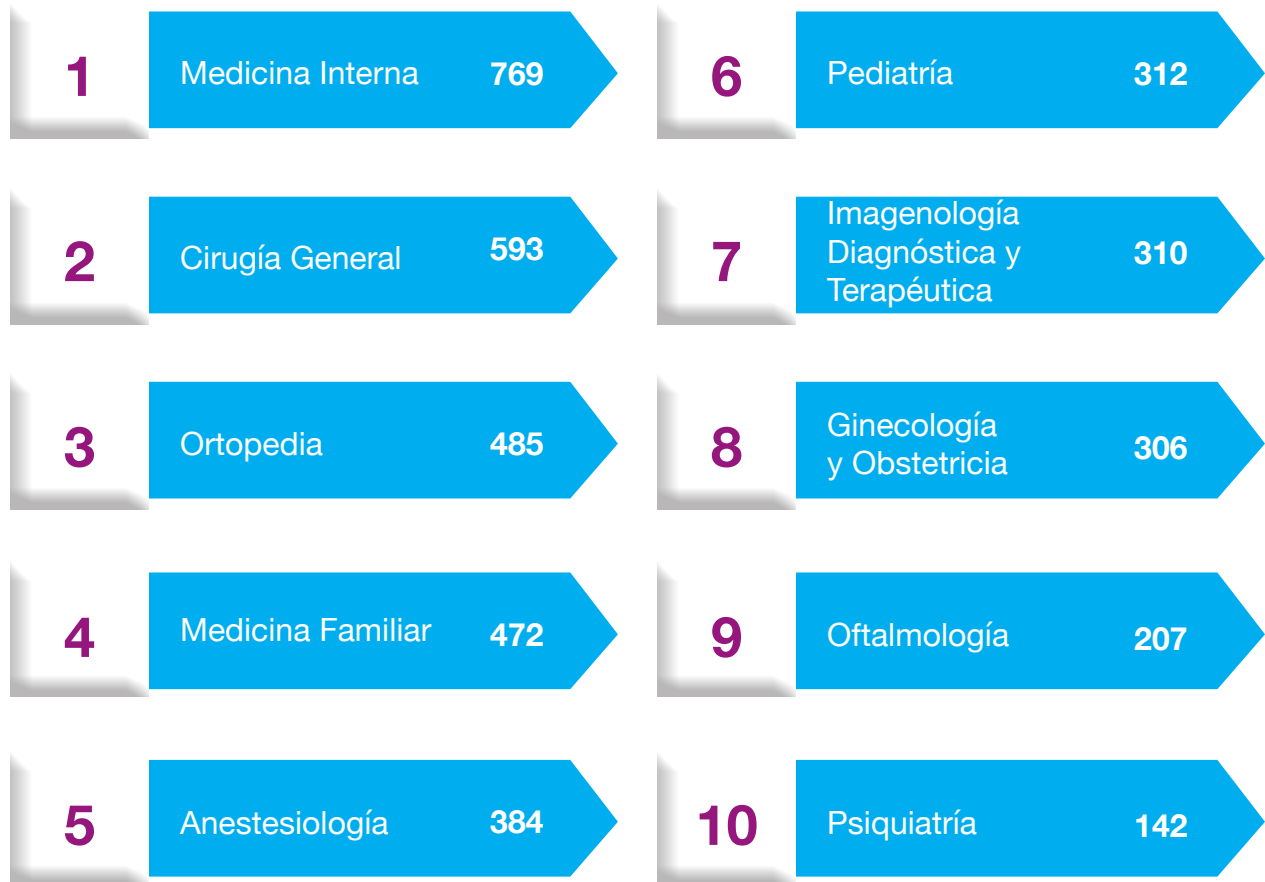 1
Medicina Interna 769
2
Cirugía General 593
3
Ortopedia 485
4
Medicina Familiar 472
5
Anestesiología 384
6
Pediatría 312
7
Imagenología
Diagnóstica y 310
Terapéutica
8
Ginecología
y Obstetricia 306
9
Oftalmología 207
10
Psiquiatría 142